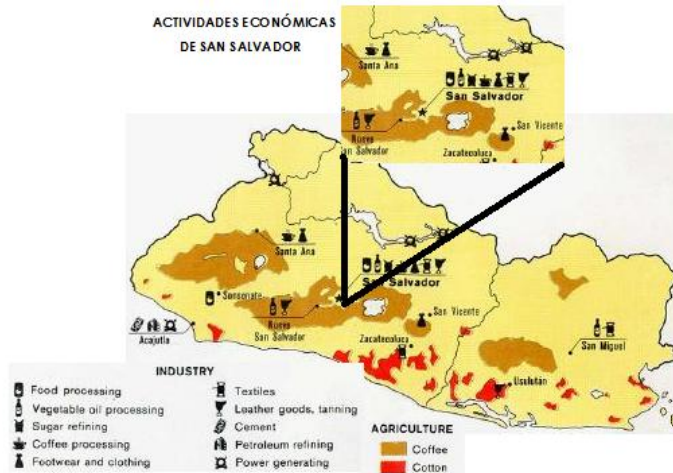 ACTIVIDADES ECONÓMICAS
DE SAN SALVADOR
Santa Ana
San Salvador
Nueva
San Salvador
San Vicente
Zacatecoluca
Santa Ana
San Salvador
Sonsonate
Nueva
San Salvador
San Vicente
Acajutla
Zacatecoluca
San Miguel
Usulután
INDUSTRY
Food processing
Vegetable oil processing
Sugar refining
Coffee processing
Footwear and clothing
Textiles
Leather goods, tanning
Cement
Petroleum refining
Power generating
AGRICULTURE
Coffee
Cotton